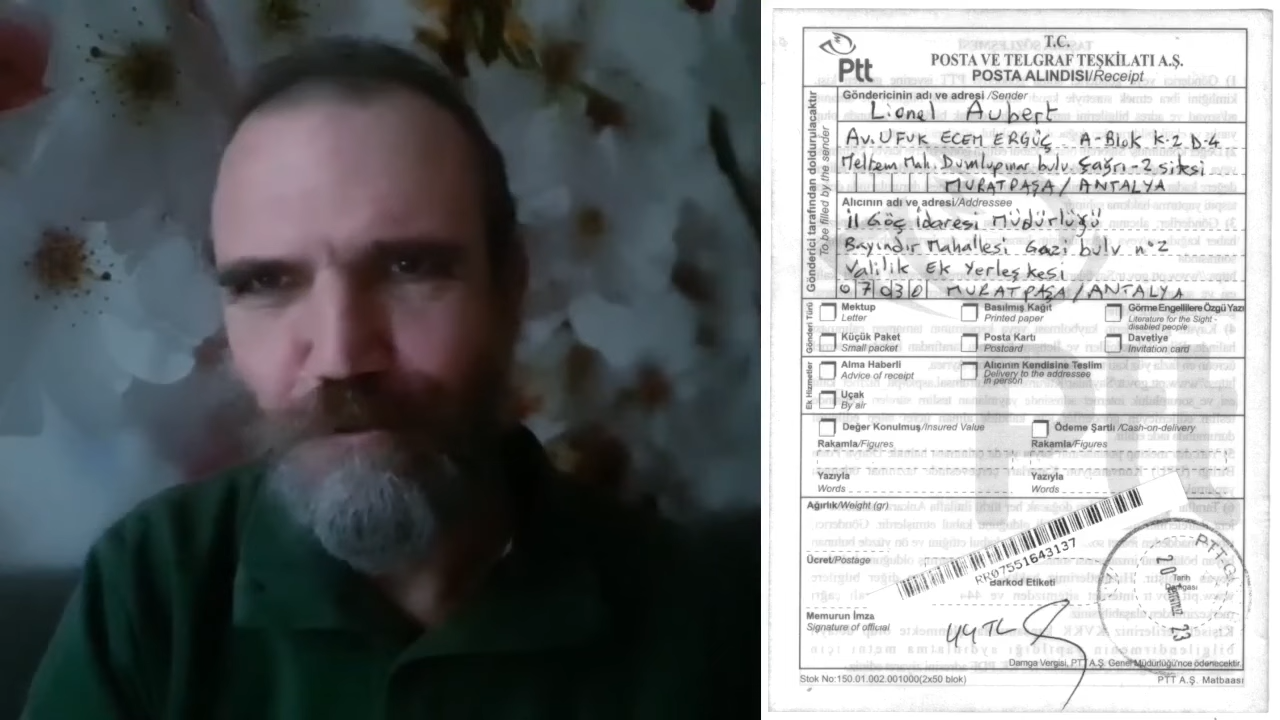 Ptt
T.C.
POSTA VE TELGRAF TEŞKİLATI A.Ş.
POSTA ALINDISI/Receipt
Gönderici tarafından doldurulacaktır
To be filled by the sender
Göndericinin adı ve adresi /Sender
Lionel Aubert
Av. UFUK ECEM ERGÜÇ A-Blok K-2 D-4
Meltem Mah. Dumlupınar bulv Çağrı-2 sitesi
MURATPAŞA / ANTALYA
Alıcının adı ve adresi/Addressee
İl Göç İdaresi Müdürlüğü
Bayındır Mahallesi Gazi bulv n°2
Valilik Ek Yerleşkesi
07030 MURATPAŞA / ANTALYA
Gönderi Türü
Mektup
Letter
Basılmış Kağıt
Printed paper
Görme Engellilere Özgü Yazı
Literature for the Sight-
disabled people
Küçük Paket
Small packet
Posta Kartı
Postcard
Davetiye
Invitation card
Ek Hizmetler
Alma Haberli
Advice of receipt
Alıcının Kendisine Teslim
Delivery to the addressee
in person
Uçak
By air
Değer Konulmuş/Insured Value
Ödeme Şartlı /Cash-on-delivery
Rakamla/Figures
Rakamla/Figures
Yazıyla
Words
Yazıyla
Words
Ağırlık/Weight (gr)
RR07551643137
Ücret/Postage
Barkod Etiketi
Memurun İmza
Signature of official
Tarih
Damgası
20
23
Damga Vergisi, PTT A.Ş. Genel Müdürlüğü'nce ödenecektir.
Stok No:150.01.002.001000(2x50 blok)
PTT A.Ş. Matbaası